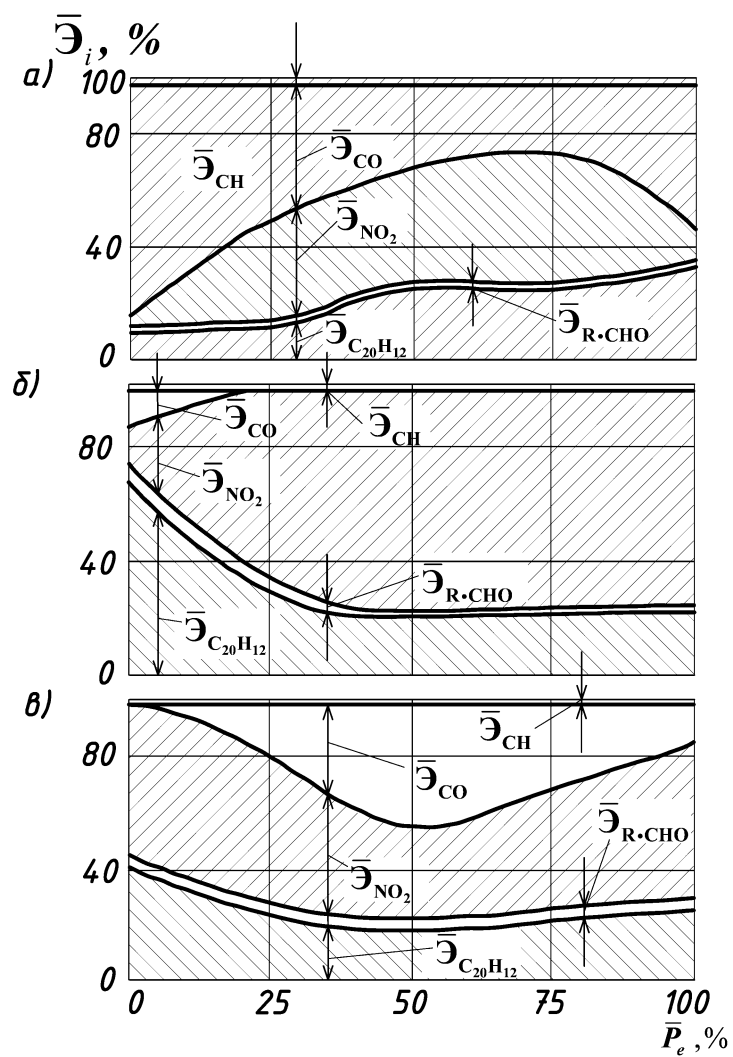 Э̅ᵢ, %
а)
100
80
Э̅CO
Э̅CH
Э̅NO₂
40
Э̅R•CHO
Э̅C₂₀H₁₂
0
б)
Э̅CO
Э̅CH
80
Э̅NO₂
40
Э̅R•CHO
Э̅C₂₀H₁₂
0
в)
Э̅CH
80
Э̅CO
Э̅R•CHO
40
Э̅NO₂
Э̅C₂₀H₁₂
0
0 25 50 75 100
P̅ₑ ,%